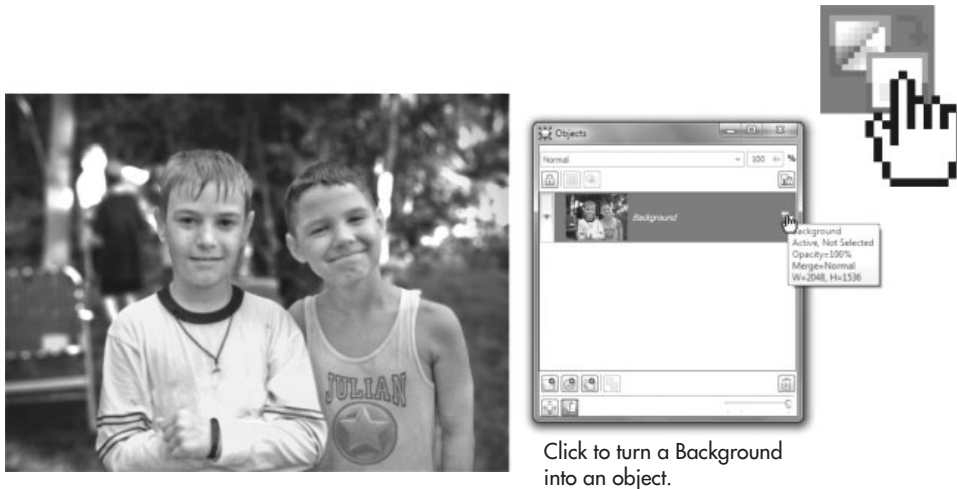 JULIAN
Objects
Normal
100
%
Background
Background
Active, Not Selected
Opacity=100%
Merge=Normal
W=2048, H=1536
Click to turn a Background
into an object.